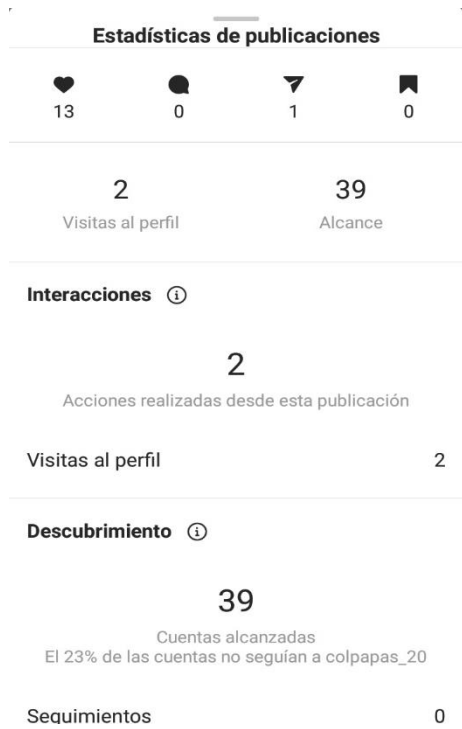 Estadísticas de publicaciones
13 0 1 0
2 39
Visitas al perfil Alcance
Interacciones
2
Acciones realizadas desde esta publicación
Visitas al perfil 2
Descubrimiento
39
Cuentas alcanzadas
El 23% de las cuentas no seguían a colpapas_20
Seguimientos 0